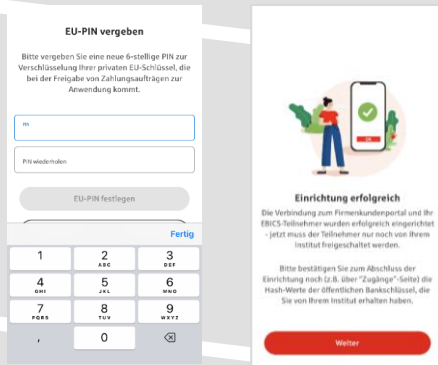 EU-PIN vergeben
Bitte vergeben Sie eine neue 6-stellige PIN zur
Verschlüsselung Ihrer privaten EU-Schlüssel, die
bei der Freigabe von Zahlungsaufträgen zur
Anwendung kommt.
PIN
PIN wiederholen
EU-PIN festlegen
Fertig
1 2 3
ABC DEF
4 5 6
GHI JKL MNO
7 8 9
PQRS TUV WXYZ
, 0
Einrichtung erfolgreich
Die Verbindung zum Firmenkundenportal und Ihr
EBICS-Teilnehmer wurden erfolgreich eingerichtet
- jetzt muss der Teilnehmer nur noch von Ihrem
Institut freigeschaltet werden.
Bitte bestätigen Sie zum Abschluss der
Einrichtung noch (z.B. über "Zugänge"-Seite) die
Hash-Werte der öffentlichen Bankschlüssel, die
Sie von Ihrem Institut erhalten haben.
Weiter